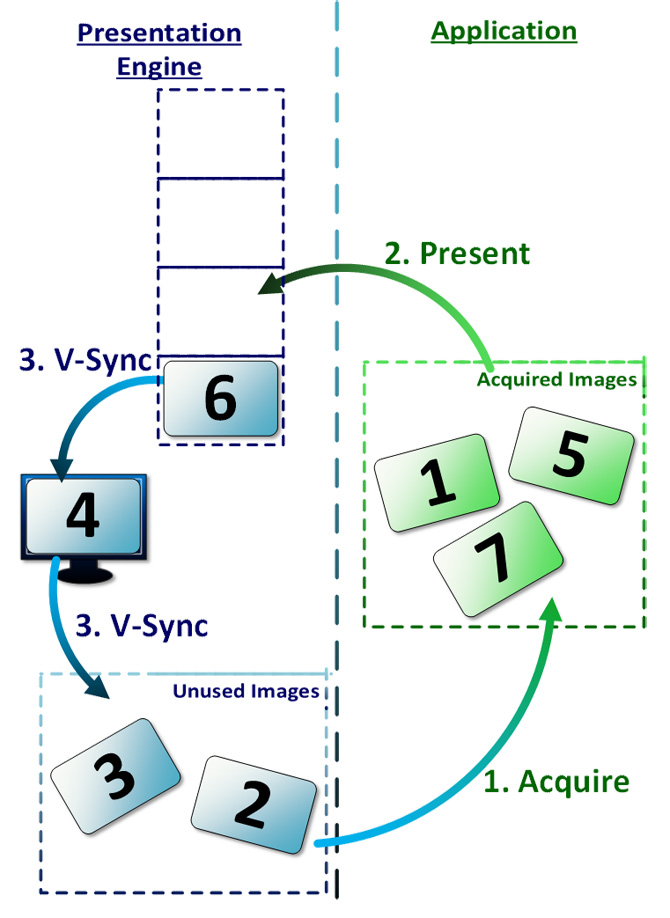 Presentation
Engine
Application
2. Present
3. V-Sync
6
Acquired Images
1
5
7
4
3. V-Sync
Unused Images
3
2
1. Acquire